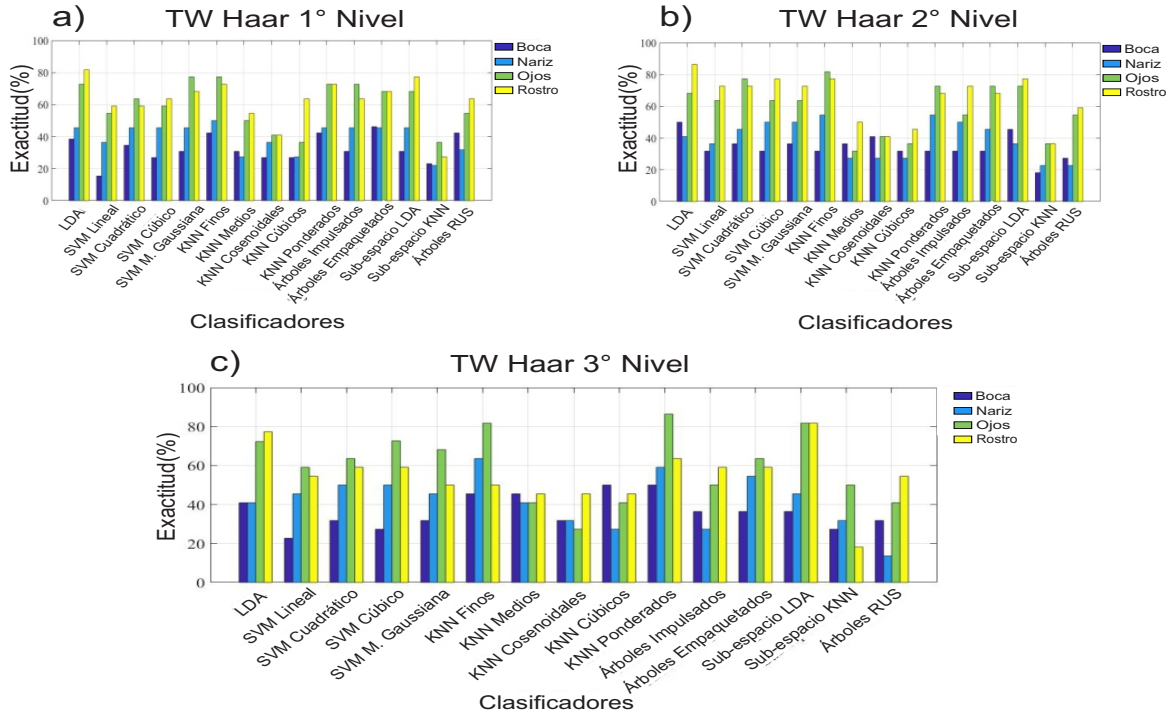 a) TW Haar 1° Nivel
Exactitud(%)
100
80
60
40
20
0
Boca
Nariz
Ojos
Rostro
LDA
SVM Lineal
SVM Cuadrático
SVM Cúbico
SVM M. Gaussiana
KNN Finos
KNN Medios
KNN Cosenoidales
KNN Cúbicos
KNN Ponderados
Árboles Impulsados
Árboles Empaquetados
Sub-espacio LDA
Sub-espacio KNN
Árboles RUS
Clasificadores
b) TW Haar 2° Nivel
Exactitud(%)
100
80
60
40
20
0
Boca
Nariz
Ojos
Rostro
LDA
SVM Lineal
SVM Cuadrático
SVM Cúbico
SVM M. Gaussiana
KNN Finos
KNN Medios
KNN Cosenoidales
KNN Cúbicos
KNN Ponderados
Árboles Impulsados
Árboles Empaquetados
Sub-espacio LDA
Sub-espacio KNN
Árboles RUS
Clasificadores
c) TW Haar 3° Nivel
Exactitud(%)
100
80
60
40
20
0
Boca
Nariz
Ojos
Rostro
LDA
SVM Lineal
SVM Cuadrático
SVM Cúbico
SVM M. Gaussiana
KNN Finos
KNN Medios
KNN Cosenoidales
KNN Cúbicos
KNN Ponderados
Árboles Impulsados
Árboles Empaquetados
Sub-espacio LDA
Sub-espacio KNN
Árboles RUS
Clasificadores